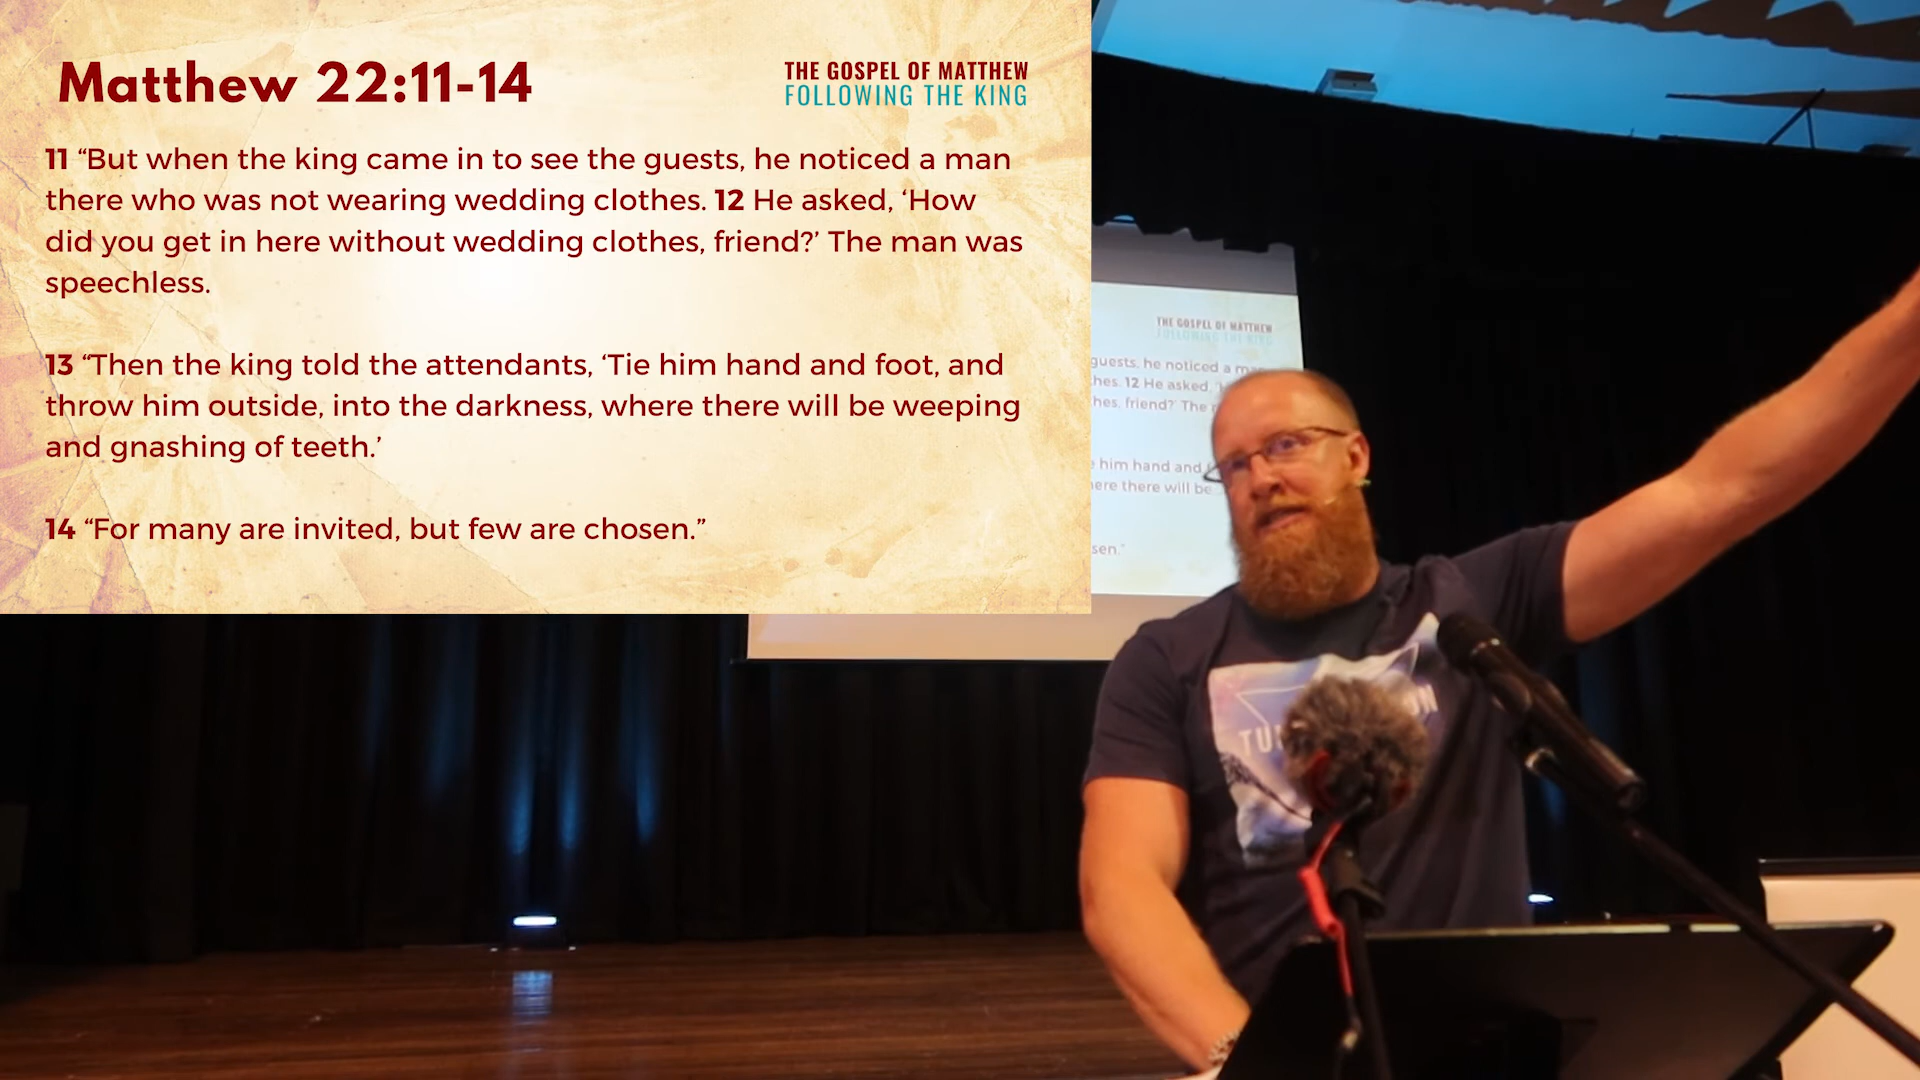 Matthew 22:11-14
THE GOSPEL OF MATTHEW
FOLLOWING THE KING
11 “But when the king came in to see the guests, he noticed a man
there who was not wearing wedding clothes. 12 He asked, ‘How
did you get in here without wedding clothes, friend?’ The man was
speechless.
13 “Then the king told the attendants, ‘Tie him hand and foot, and
throw him outside, into the darkness, where there will be weeping
and gnashing of teeth.’
14 “For many are invited, but few are chosen.”
THE GOSPEL OF MATTHEW
FOLLOWING THE KING
guests, he noticed a
hes. 12 He asked,
hes, friend?’ The
him hand and
ere there will be
sen.”